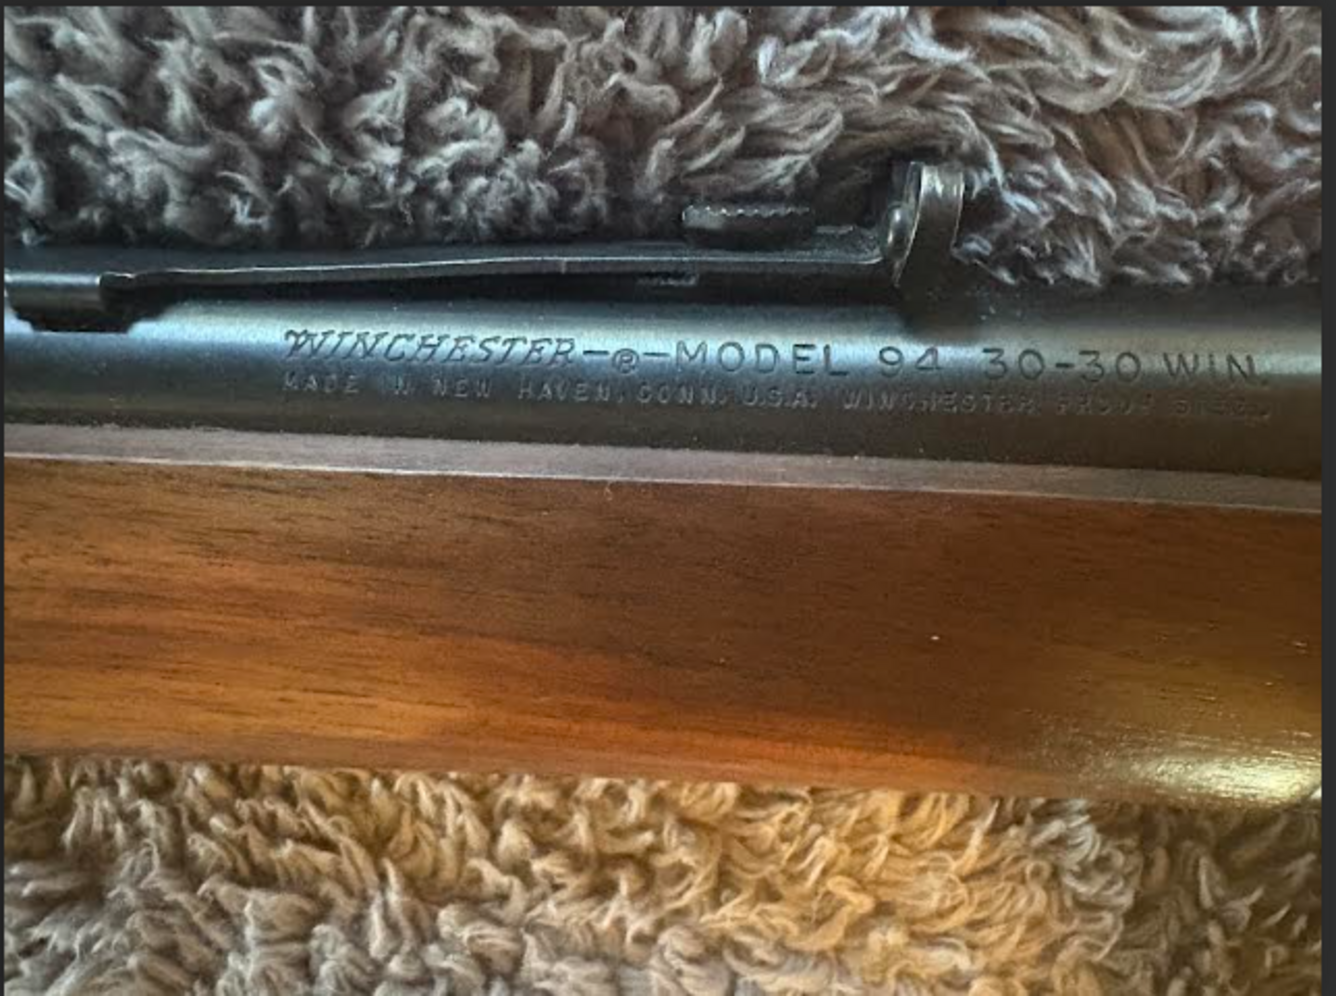 WINCHESTER-®-MODEL 94 30-30 WIN.
MADE IN NEW HAVEN, CONN. U.S.A. WINCHESTER PROOF STEEL